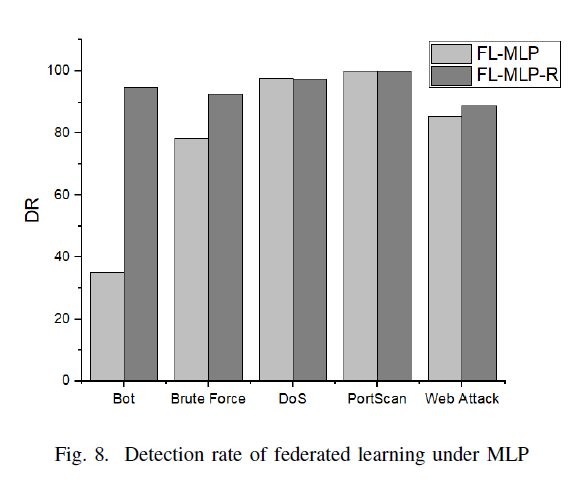 FL-MLP
FL-MLP-R
100
80
60
40
20
0
DR
Bot Brute Force DoS PortScan Web Attack
Fig. 8. Detection rate of federated learning under MLP